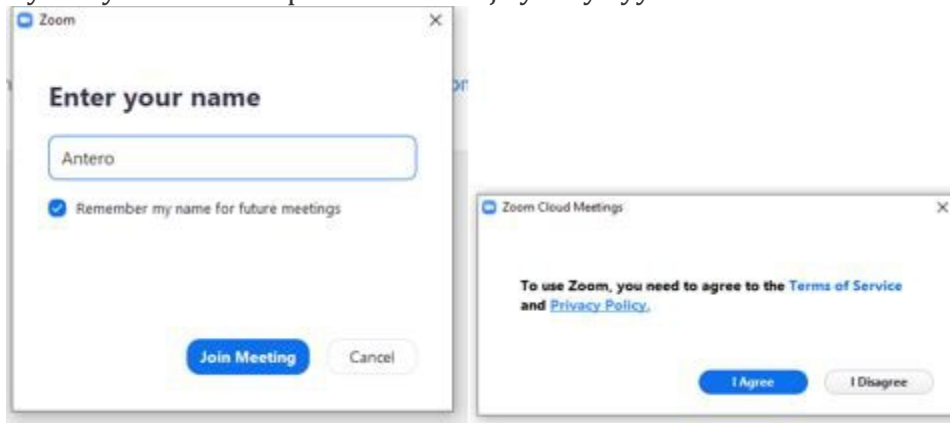 Zoom
Enter your name
Antero
Remember my name for future meetings
Join Meeting Cancel
Zoom Cloud Meetings
To use Zoom, you need to agree to the Terms of Service
and Privacy Policy.
I Agree I Disagree